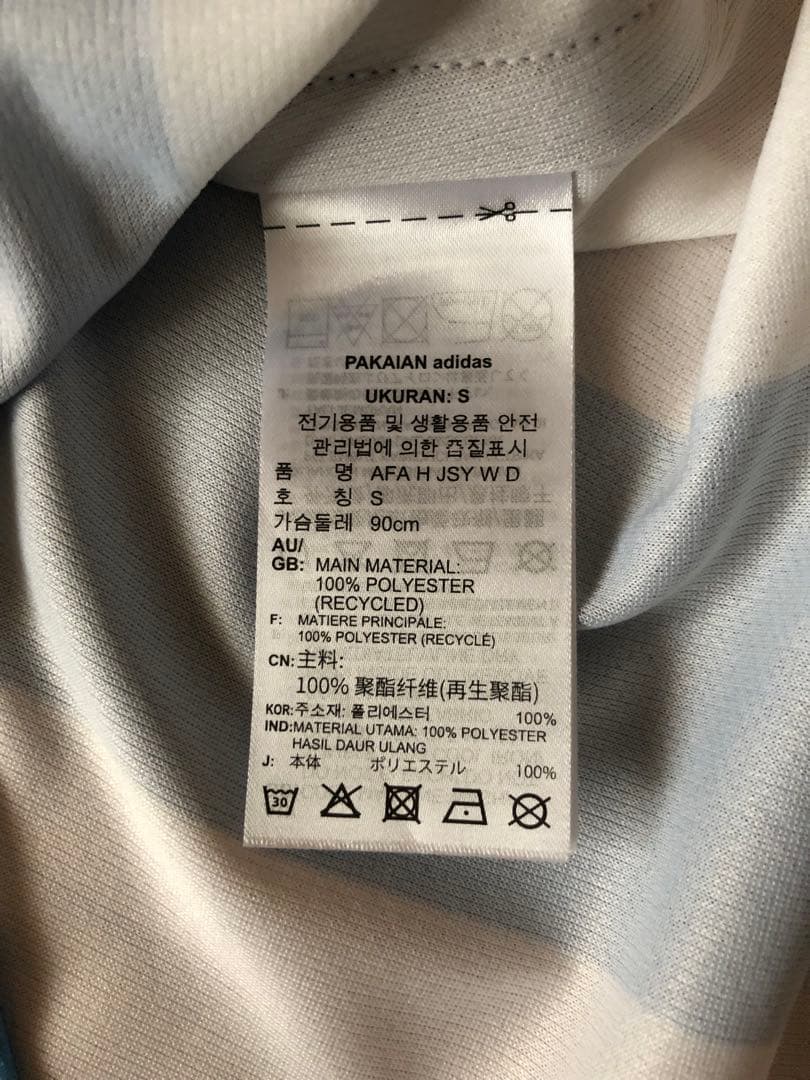 PAKAIAN adidas
UKURAN: S
전기용품 및 생활용품 안전
관리법에 의한 품질표시
품 명 AFA H JSY W D
호 칭 S
가슴둘레 90cm
AU/
GB: MAIN MATERIAL:
100% POLYESTER
(RECYCLED)
F: MATIERE PRINCIPALE:
100% POLYESTER (RECYCLÉ)
CN: 主料:
100% 聚酯纤维(再生聚酯)
KOR: 주소재: 폴리에스터 100%
IND: MATERIAL UTAMA: 100% POLYESTER
HASIL DAUR ULANG
J: 本体 ポリエステル 100%
30